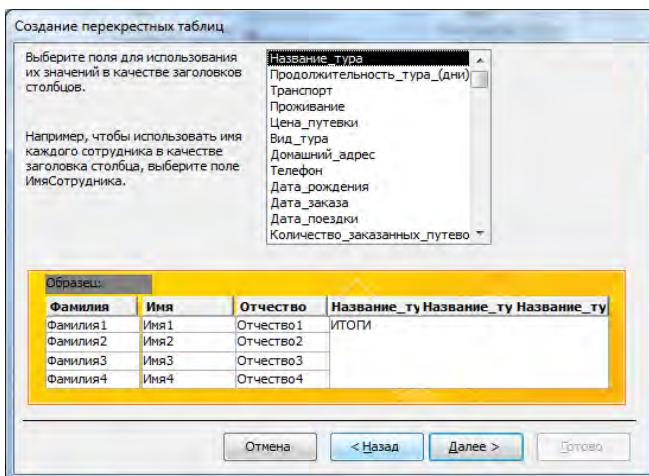 Создание перекрестных таблиц
Выберите поля для использования
их значений в качестве заголовков
столбцов.
Например, чтобы использовать имя
каждого сотрудника в качестве
заголовка столбца, выберите поле
ИмяСотрудника.
Название_тура
Продолжительность_тура_(дни)
Транспорт
Проживание
Цена_путевки
Вид_тура
Домашний_адрес
Телефон
Дата_рождения
Дата_заказа
Дата_поездки
Количество_заказанных_путево
Образец:
Фамилия Имя Отчество Название_ту Название_ту Название_ту
Фамилия1 Имя1 Отчество1 ИТОГИ
Фамилия2 Имя2 Отчество2
Фамилия3 Имя3 Отчество3
Фамилия4 Имя4 Отчество4
Отмена < Назад Далее > Готово